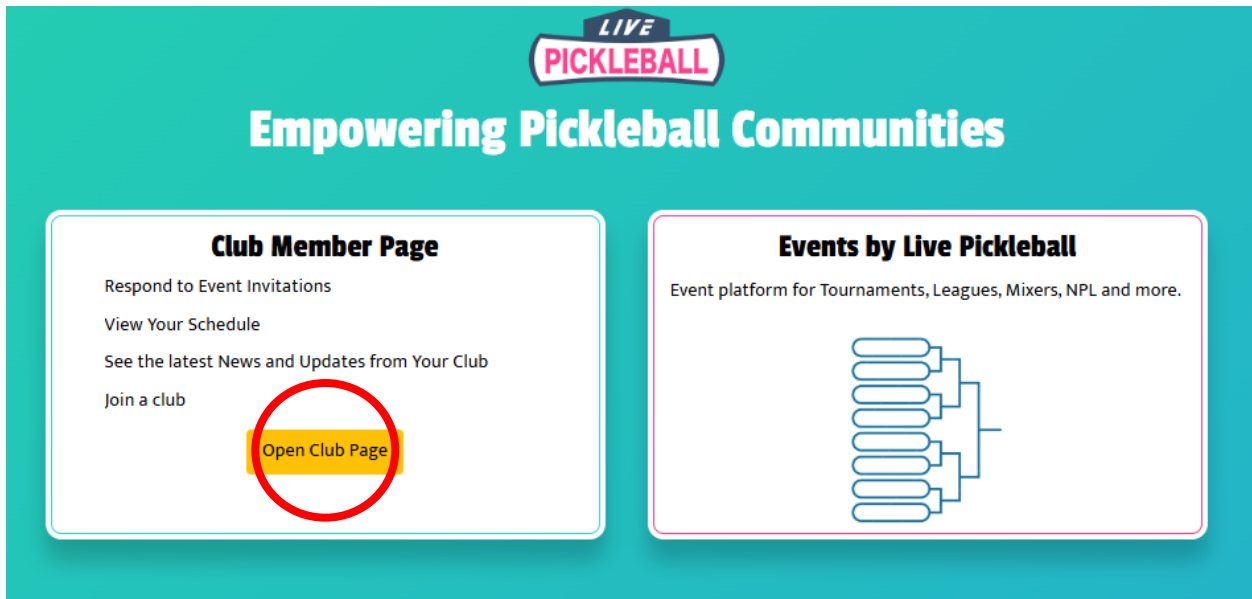 LIVE
PICKLEBALL
Empowering Pickleball Communities
Club Member Page
Respond to Event Invitations
View Your Schedule
See the latest News and Updates from Your Club
Join a club
Open Club Page
Events by Live Pickleball
Event platform for Tournaments, Leagues, Mixers, NPL and more.